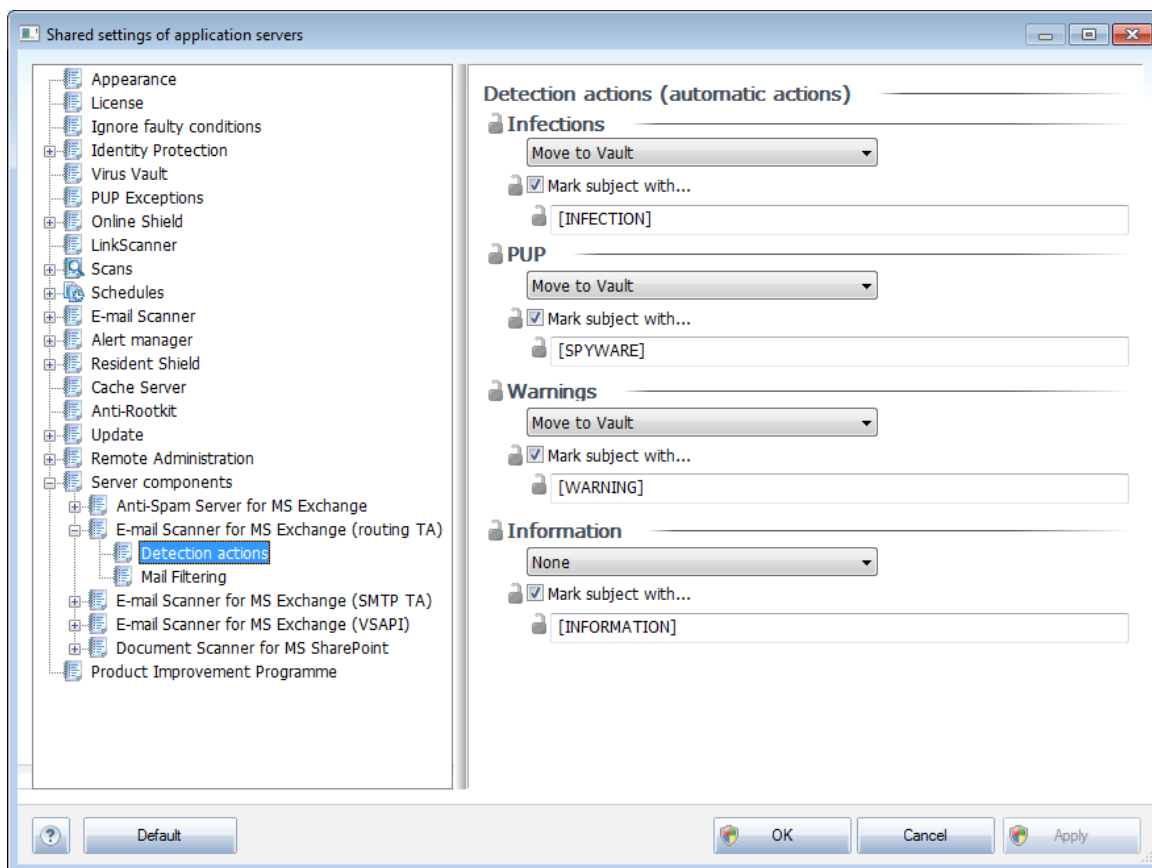 Shared settings of application servers
Appearance
License
Ignore faulty conditions
Identity Protection
Virus Vault
PUP Exceptions
Online Shield
LinkScanner
Scans
Schedules
E-mail Scanner
Alert manager
Resident Shield
Cache Server
Anti-Rootkit
Update
Remote Administration
Server components
Anti-Spam Server for MS Exchange
E-mail Scanner for MS Exchange (routing TA)
Detection actions
Mail Filtering
E-mail Scanner for MS Exchange (SMTP TA)
E-mail Scanner for MS Exchange (VSAPI)
Document Scanner for MS SharePoint
Product Improvement Programme
Detection actions (automatic actions)
Infections
Move to Vault
Mark subject with...
[INFECTION]
PUP
Move to Vault
Mark subject with...
[SPYWARE]
Warnings
Move to Vault
Mark subject with...
[WARNING]
Information
None
Mark subject with...
[INFORMATION]
? Default OK Cancel Apply